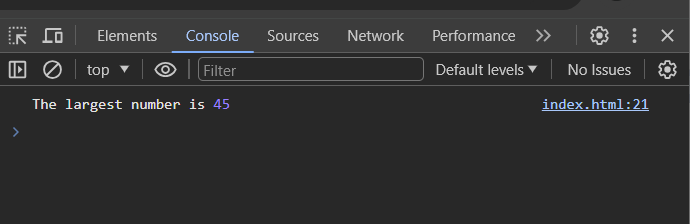 Elements Console Sources Network Performance
top Filter Default levels No Issues
The largest number is 45 index.html:21